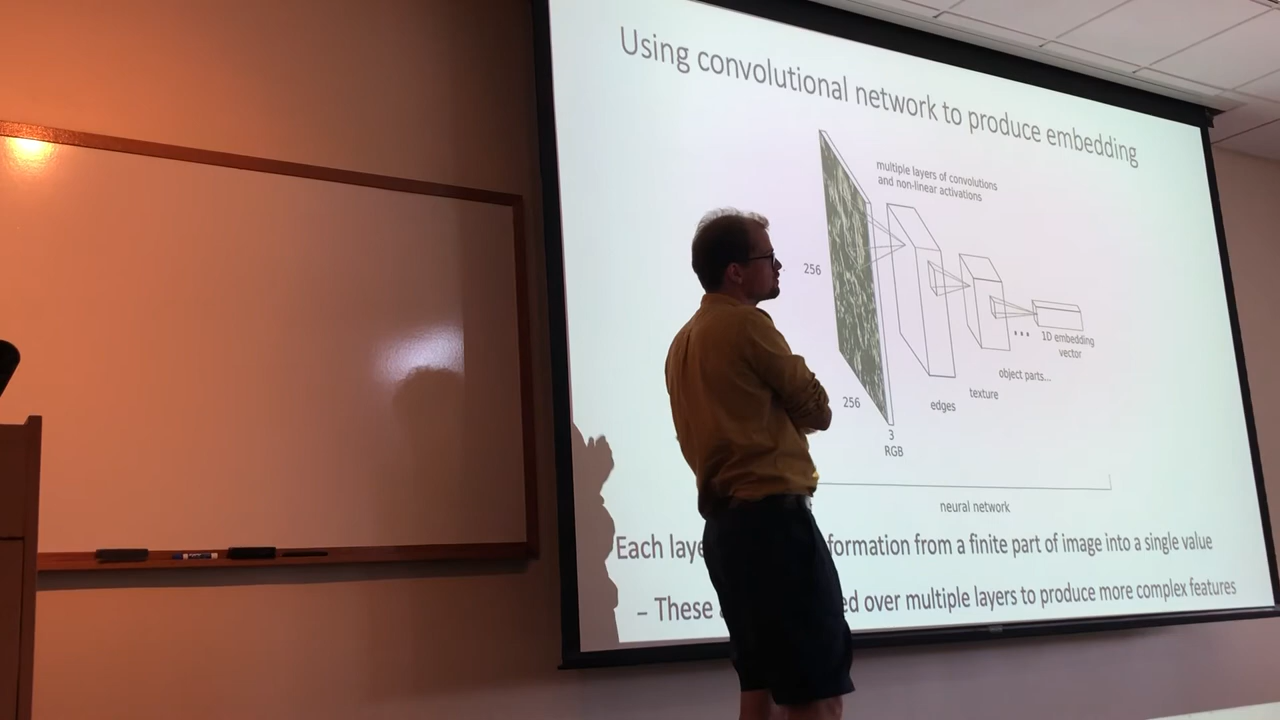 Using convolutional network to produce embedding
multiple layers of convolutions
and non-linear activations
256
1D embedding
vector
object parts...
texture
edges
256
3
RGB
neural network
Each formation from a finite part of image into a single value
– These ed over multiple layers to produce more complex features